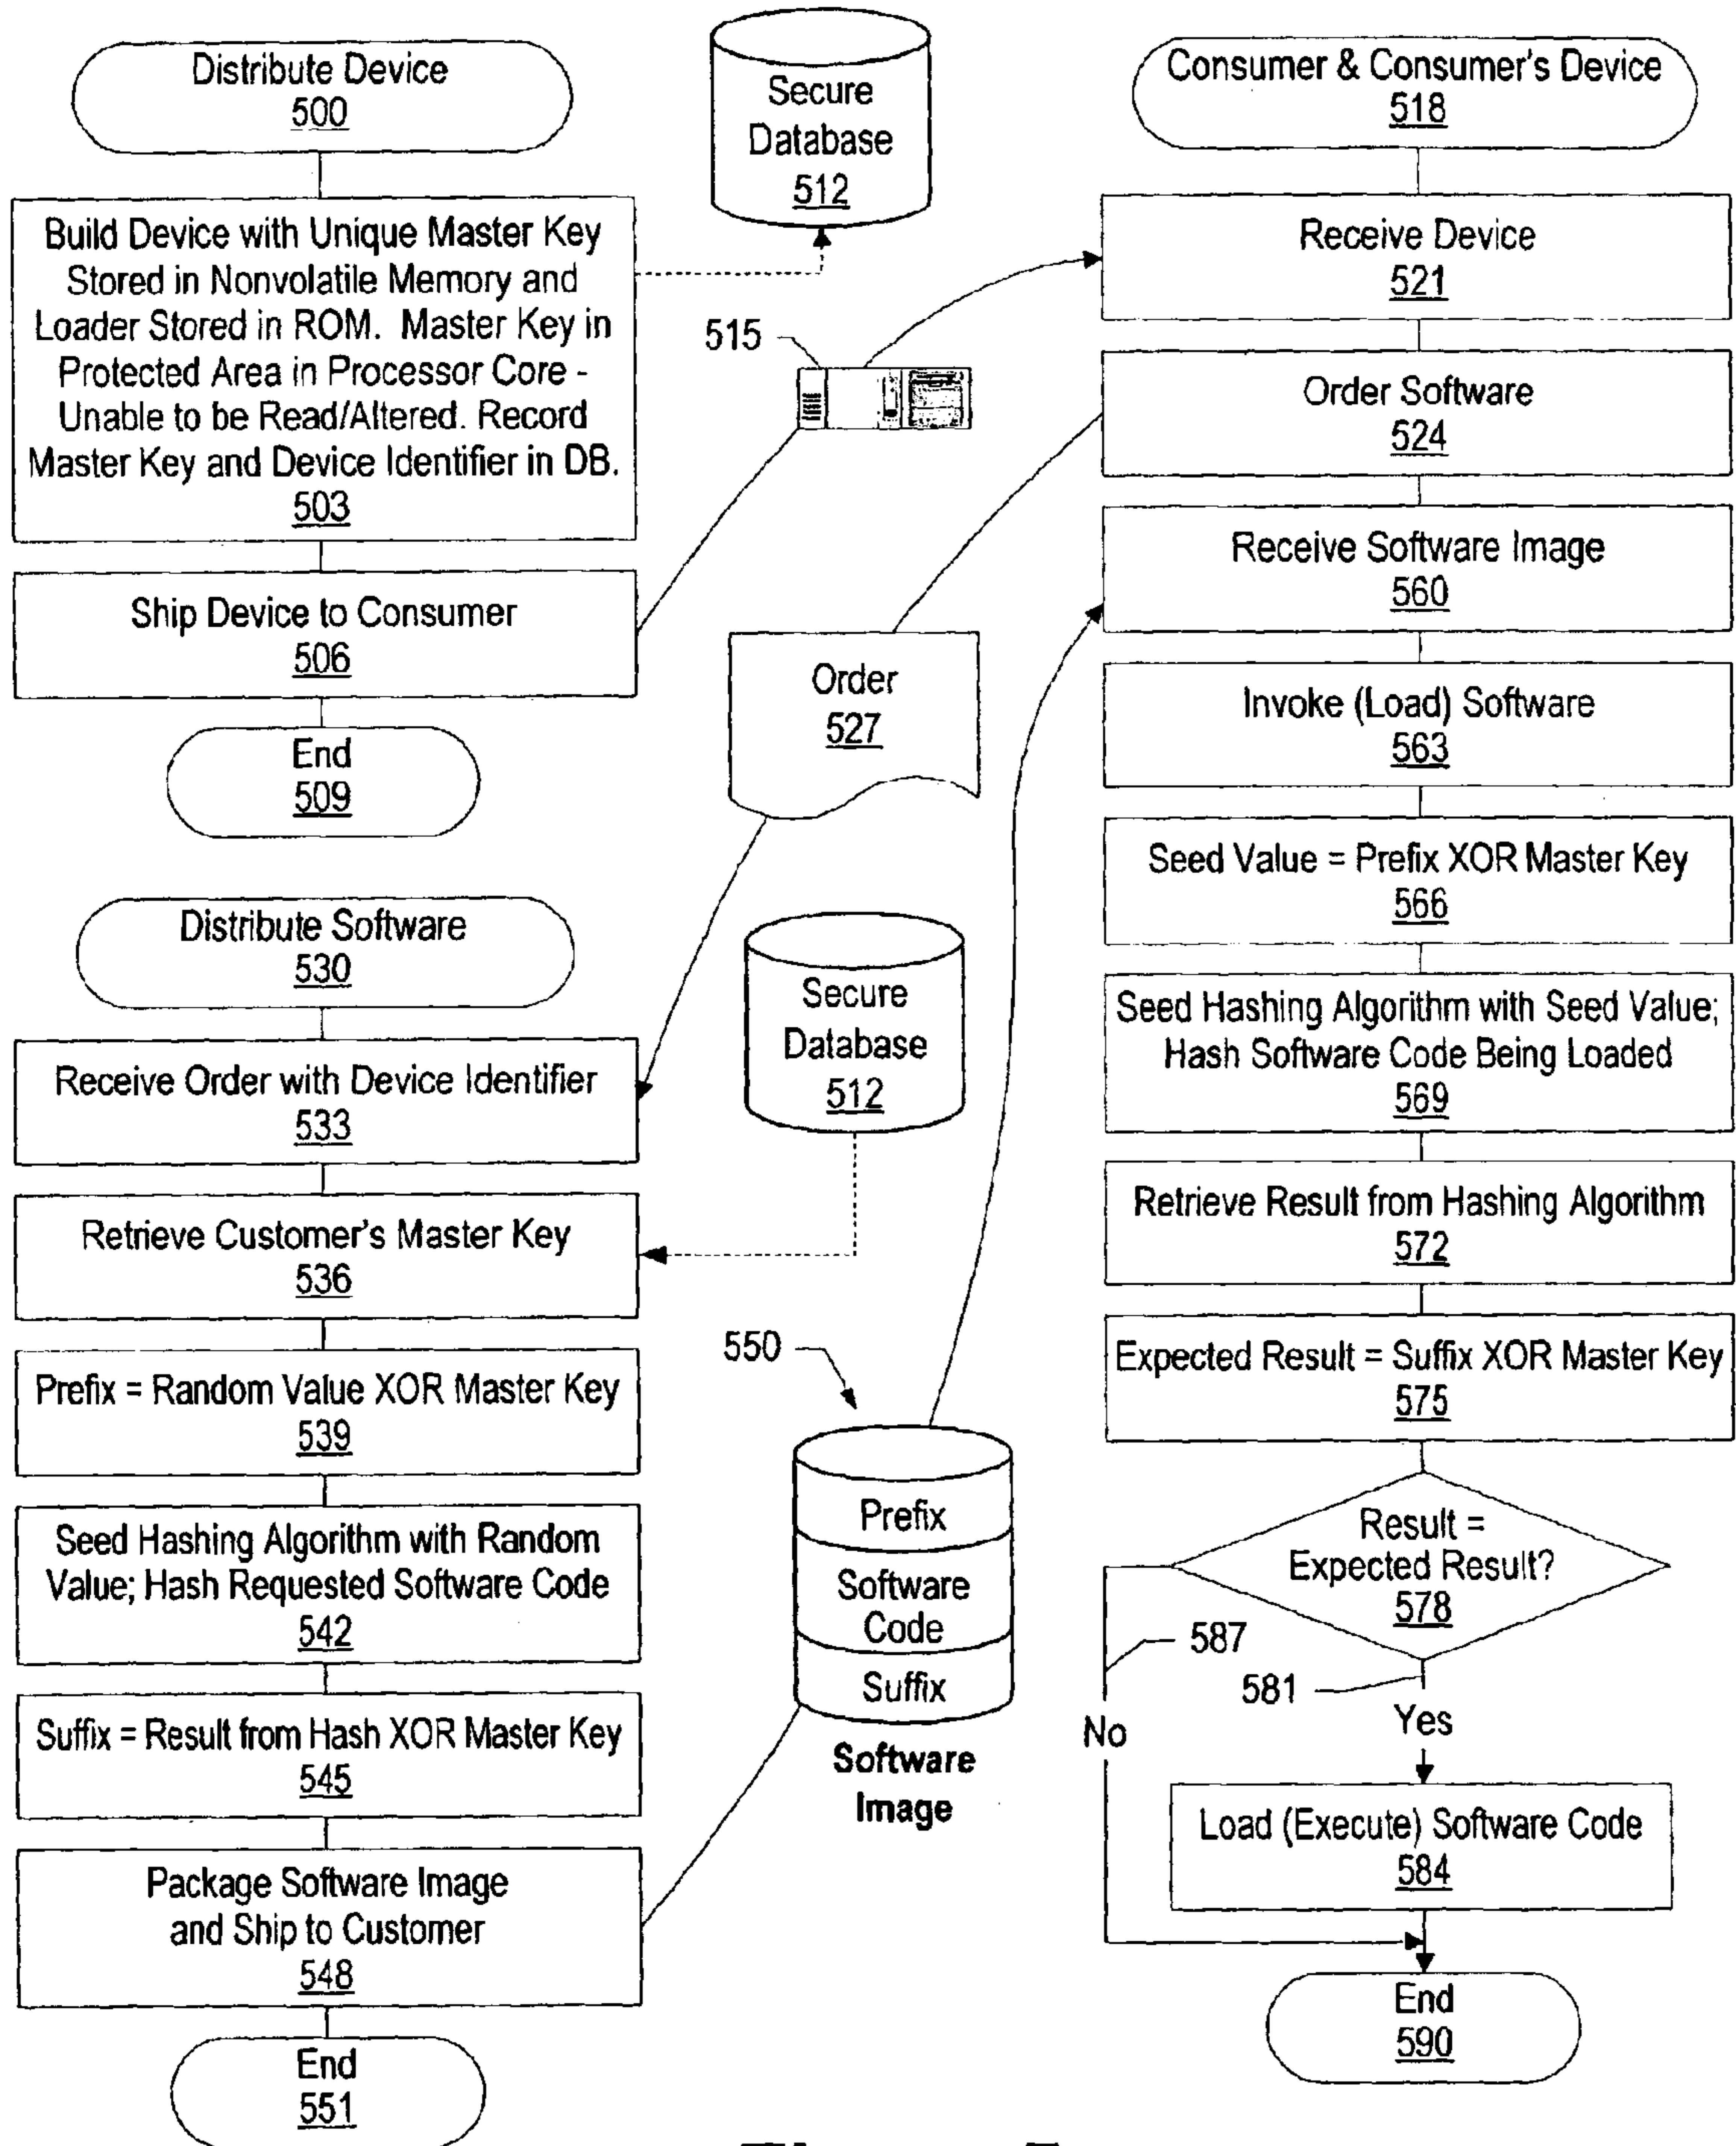 Distribute Device
500
Build Device with Unique Master Key
Stored in Nonvolatile Memory and
Loader Stored in ROM. Master Key in
Protected Area in Processor Core -
Unable to be Read/Altered. Record
Master Key and Device Identifier in DB.
503
Ship Device to Consumer
506
End
509
Secure
Database
512
515
Order
527
Distribute Software
530
Receive Order with Device Identifier
533
Retrieve Customer's Master Key
536
Prefix = Random Value XOR Master Key
539
Seed Hashing Algorithm with Random
Value; Hash Requested Software Code
542
Suffix = Result from Hash XOR Master Key
545
Package Software Image
and Ship to Customer
548
End
551
Secure
Database
512
550
Prefix
Software
Code
Suffix
Software
Image
Consumer & Consumer's Device
518
Receive Device
521
Order Software
524
Receive Software Image
560
Invoke (Load) Software
563
Seed Value = Prefix XOR Master Key
566
Seed Hashing Algorithm with Seed Value;
Hash Software Code Being Loaded
569
Retrieve Result from Hashing Algorithm
572
Expected Result = Suffix XOR Master Key
575
Result =
Expected Result?
578
587
581
No
Yes
Load (Execute) Software Code
584
End
590